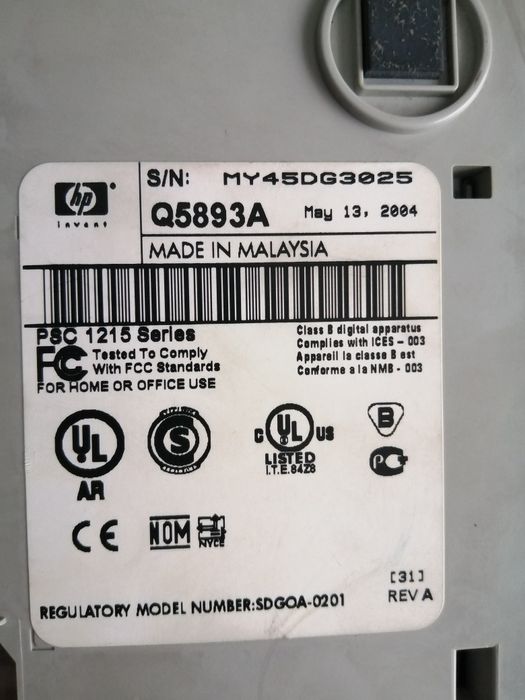 hp
invent
S/N: MY45DG3025
Q5893A May 13, 2004
MADE IN MALAYSIA
PSC 1215 Series
FC Tested To Comply
With FCC Standards
FOR HOME OR OFFICE USE
Class B digital apparatus
Complies with ICES - 003
Appareil la classe B est
Conforme a la NMB - 003
UL
AR
S
C UL US
LISTED
I.T.E. 84Z8
B
PCT
CE
NOM
NYCE
[31]
REGULATORY MODEL NUMBER:SDGOA-0201 REV A